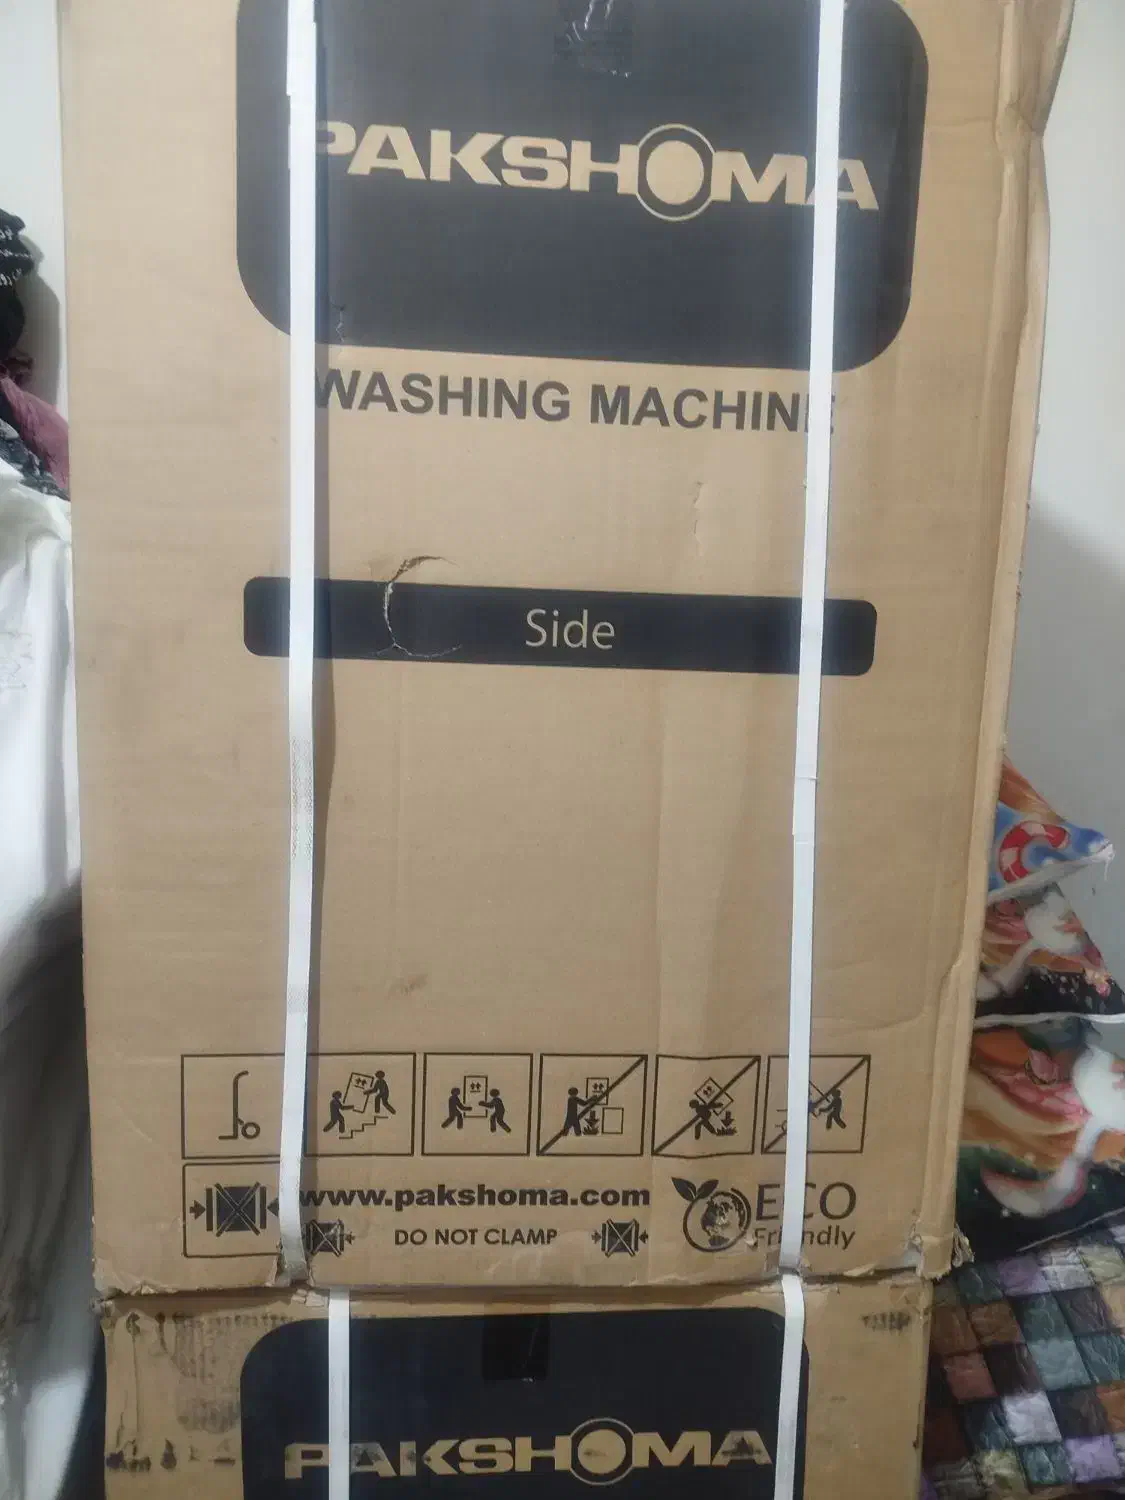 PAKSHOMA
WASHING MACHINE
Side
www.pakshoma.com
DO NOT CLAMP
ECO
Friendly
PAKSHOMA